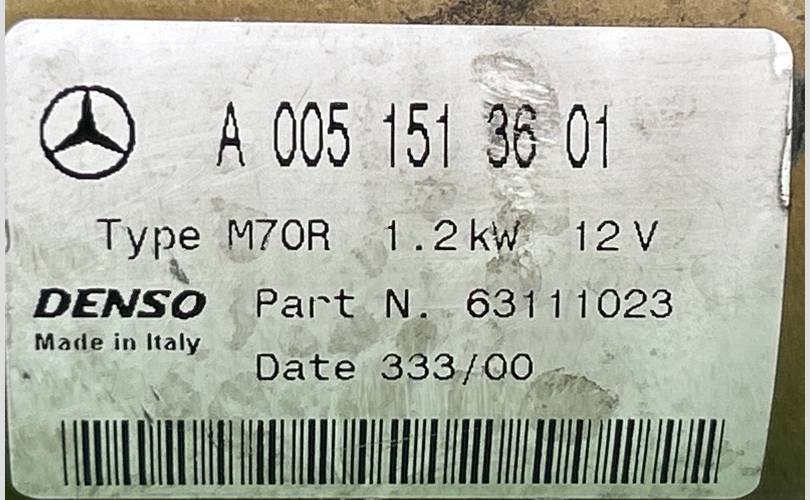 A 005 151 36 01
Type M70R 1.2kW 12V
DENSO Part N. 63111023
Made in Italy
Date 333/00